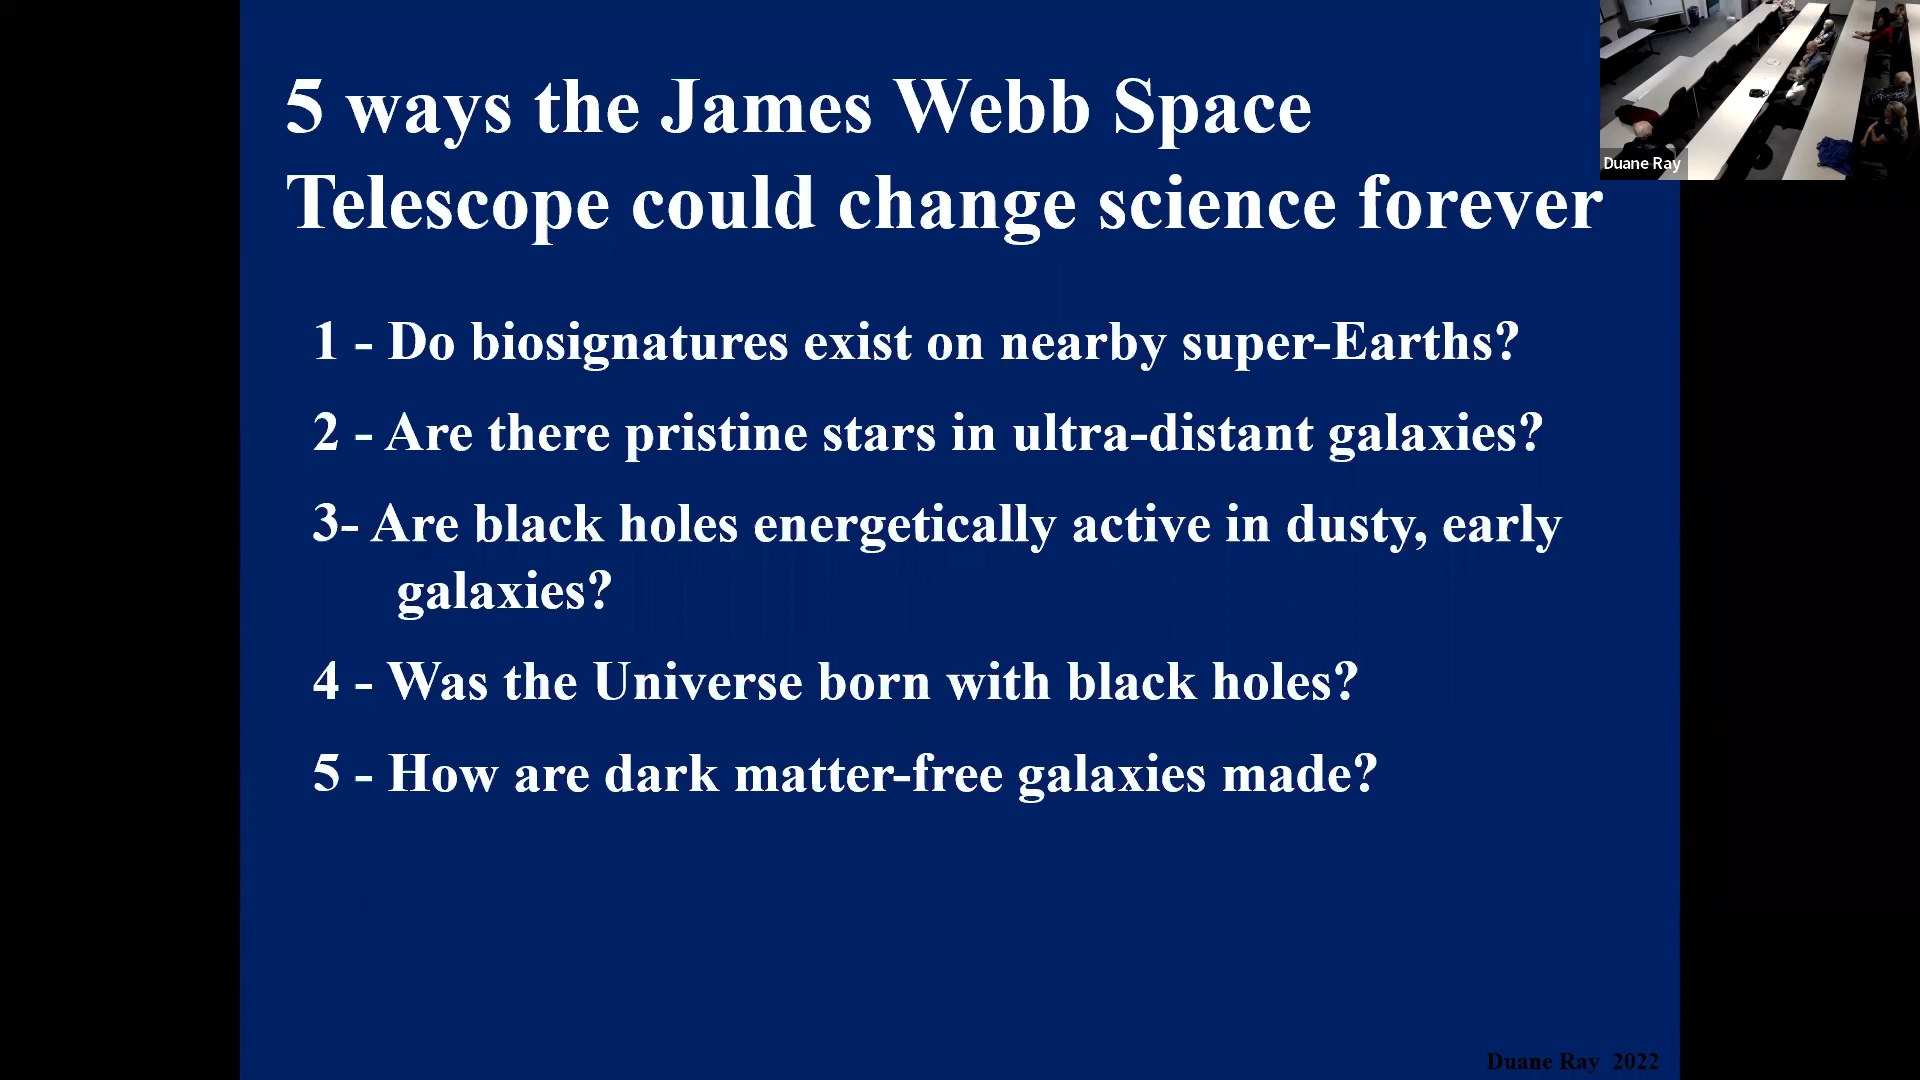 5 ways the James Webb Space
Telescope could change science forever
Duane Ray
1 - Do biosignatures exist on nearby super-Earths?
2 - Are there pristine stars in ultra-distant galaxies?
3- Are black holes energetically active in dusty, early
galaxies?
4 - Was the Universe born with black holes?
5 - How are dark matter-free galaxies made?
Duane Ray 2022